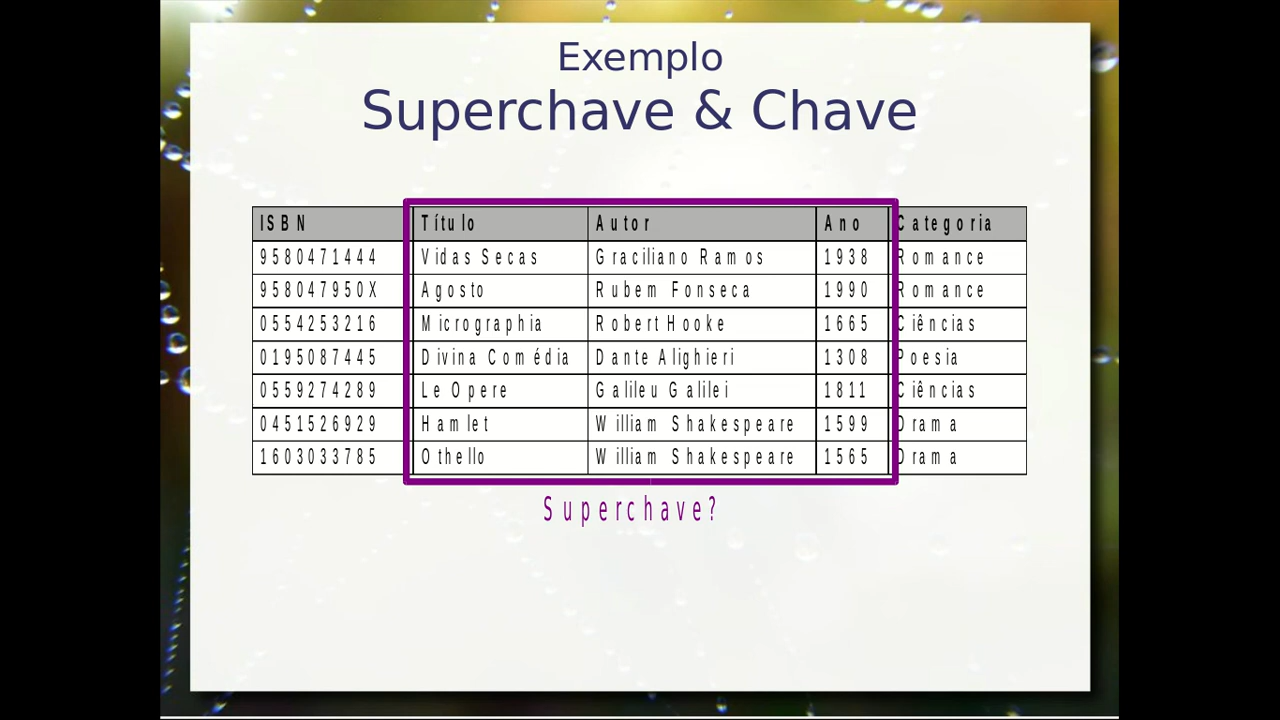 Exemplo
Superchave & Chave
ISBN Título Autor Ano Categoria
9580471444 Vidas Secas Graciliano Ramos 1938 Romance
958047950X Agosto Rubem Fonseca 1990 Romance
0554253216 Micrographia Robert Hooke 1665 Ciências
0195087445 Divina Comédia Dante Alighieri 1308 Poesia
0559274289 Le Opere Galileu Galilei 1811 Ciências
0451526929 Hamlet William Shakespeare 1599 Drama
1603033785 Othello William Shakespeare 1565 Drama
Superchave?